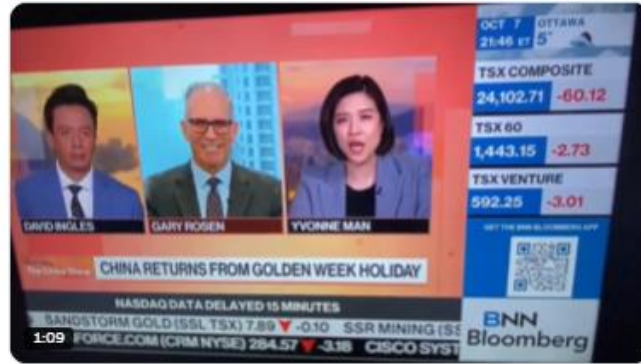 OCT 7 OTTAWA
21:46 ET 5°
TSX COMPOSITE
24,102.71 -60.12
TSX 60
1,443.15 -2.73
TSX VENTURE
592.25 -3.01
GET THE BNN BLOOMBERG APP
DAVID INGLES
GARY ROSEN
YVONNE MAN
The China Show
CHINA RETURNS FROM GOLDEN WEEK HOLIDAY
NASDAQ DATA DELAYED 15 MINUTES
SANDSTORM GOLD (SSL TSX) 7.89 ▼ -0.10 SSR MINING (SS
FORCE.COM (CRM NYSE) 284.57 ▼ -3.18 CISCO SYST
1:09
BNN
Bloomberg